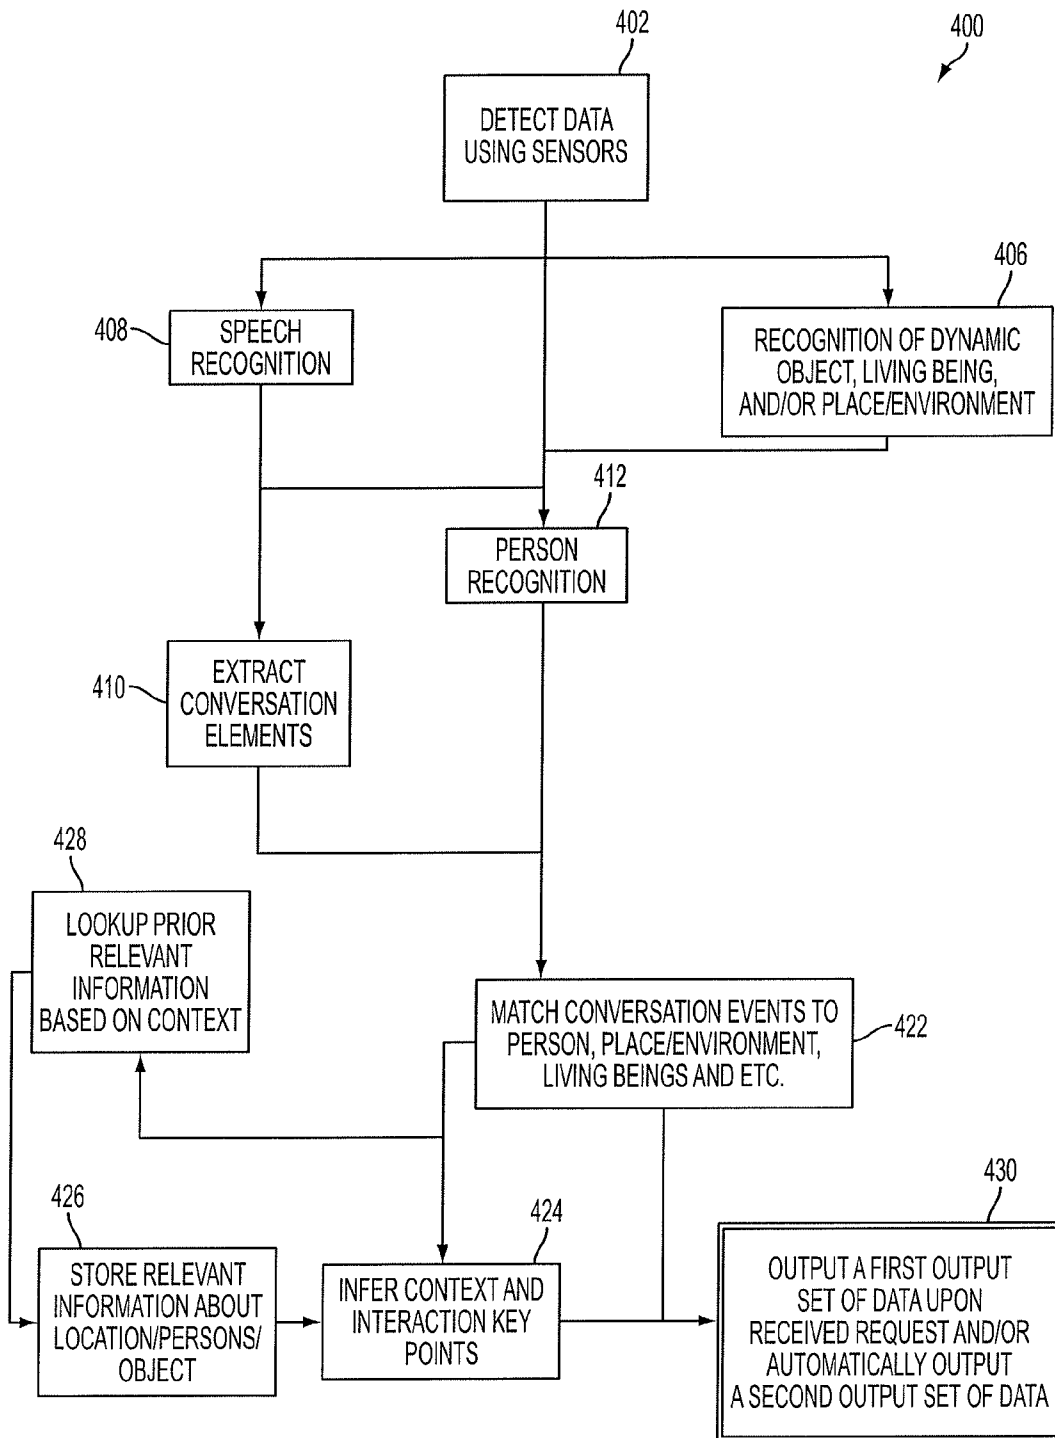 402
400
DETECT DATA
USING SENSORS
406
408
SPEECH
RECOGNITION
RECOGNITION OF DYNAMIC
OBJECT, LIVING BEING,
AND/OR PLACE/ENVIRONMENT
412
PERSON
RECOGNITION
410
EXTRACT
CONVERSATION
ELEMENTS
428
LOOKUP PRIOR
RELEVANT
INFORMATION
BASED ON CONTEXT
MATCH CONVERSATION EVENTS TO
PERSON, PLACE/ENVIRONMENT,
LIVING BEINGS AND ETC.
422
426
STORE RELEVANT
INFORMATION ABOUT
LOCATION/PERSONS/
OBJECT
424
INFER CONTEXT AND
INTERACTION KEY
POINTS
430
OUTPUT A FIRST OUTPUT
SET OF DATA UPON
RECEIVED REQUEST AND/OR
AUTOMATICALLY OUTPUT
A SECOND OUTPUT SET OF DATA